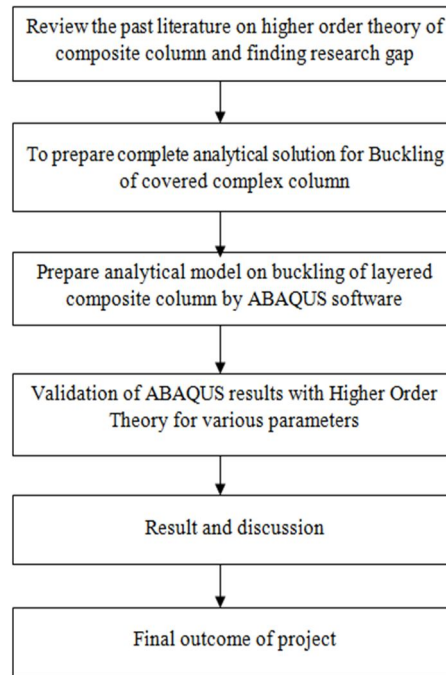 Review the past literature on higher order theory of
composite column and finding research gap
To prepare complete analytical solution for Buckling
of covered complex column
Prepare analytical model on buckling of layered
composite column by ABAQUS software
Validation of ABAQUS results with Higher Order
Theory for various parameters
Result and discussion
Final outcome of project